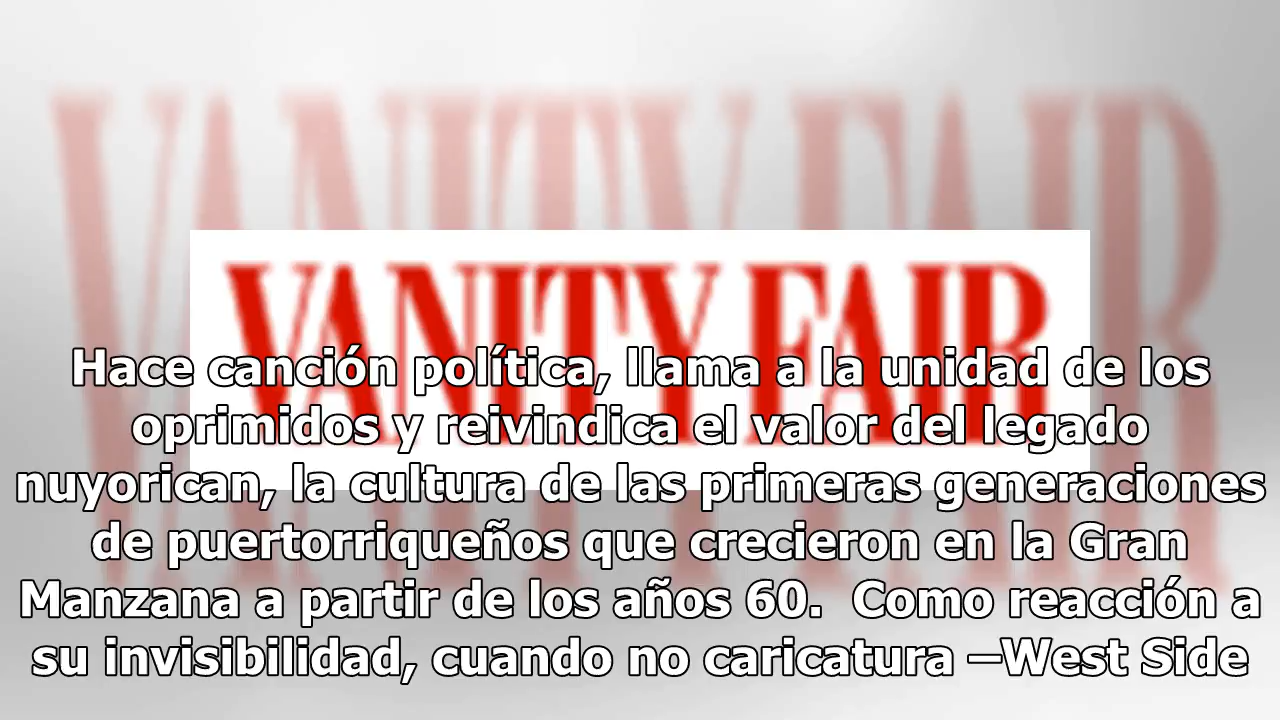 VANITY FAIR
VANITY FAIR
Hace canción política, llama a la unidad de los
oprimidos y reivindica el valor del legado
nuyorican, la cultura de las primeras generaciones
de puertorriqueños que crecieron en la Gran
Manzana a partir de los años 60.  Como reacción a
su invisibilidad, cuando no caricatura –West Side